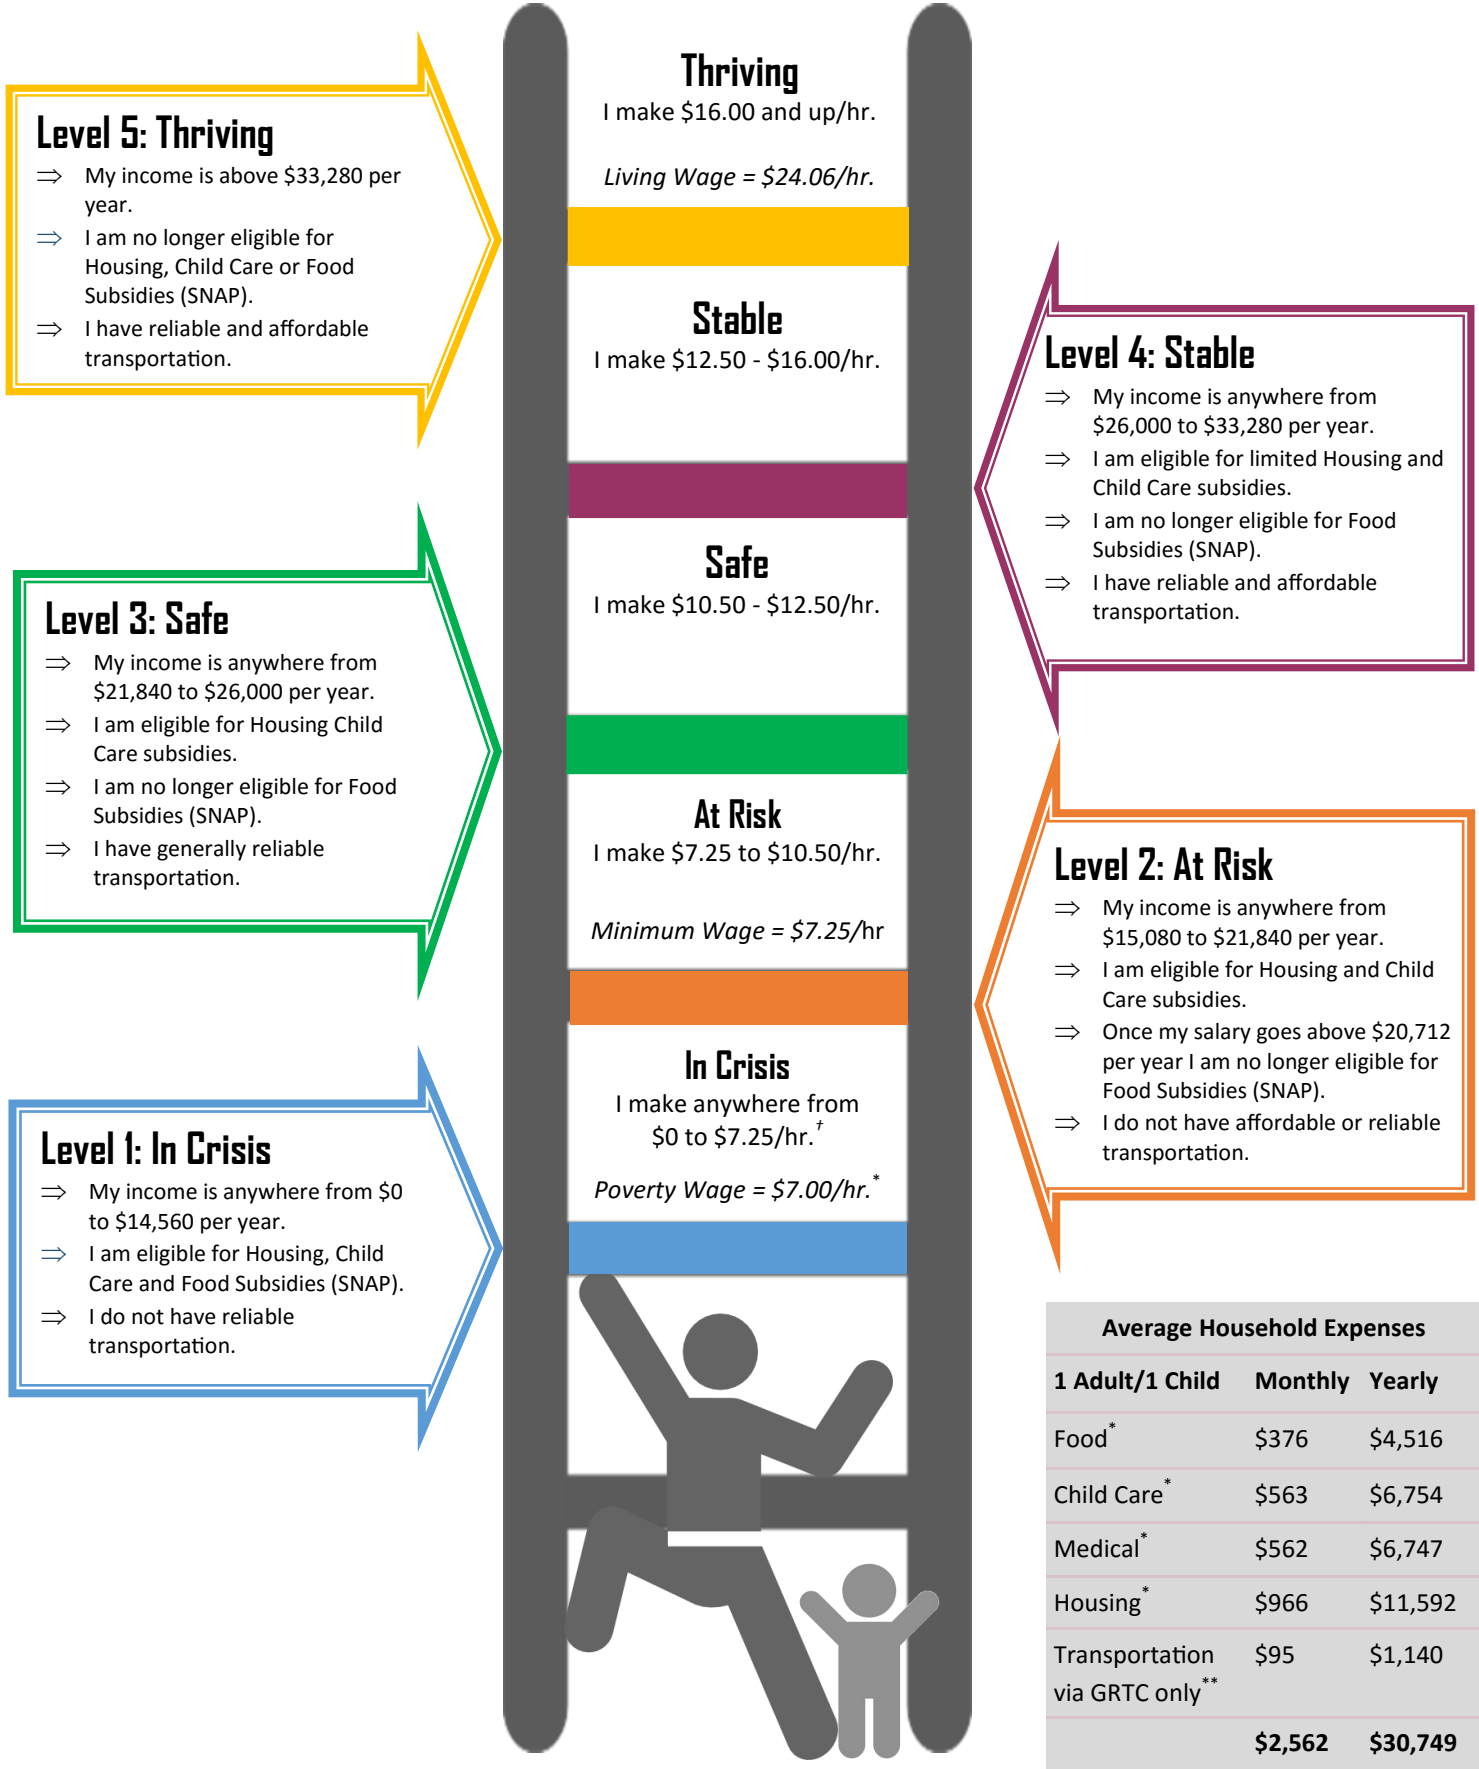 Thriving
I make $16.00 and up/hr.
Living Wage = $24.06/hr.
Level 5: Thriving
⇒ My income is above $33,280 per
year.
⇒ I am no longer eligible for
Housing, Child Care or Food
Subsidies (SNAP).
⇒ I have reliable and affordable
transportation.
Stable
I make $12.50 - $16.00/hr.
Level 4: Stable
⇒ My income is anywhere from
$26,000 to $33,280 per year.
⇒ I am eligible for limited Housing and
Child Care subsidies.
⇒ I am no longer eligible for Food
Subsidies (SNAP).
⇒ I have reliable and affordable
transportation.
Safe
I make $10.50 - $12.50/hr.
Level 3: Safe
⇒ My income is anywhere from
$21,840 to $26,000 per year.
⇒ I am eligible for Housing Child
Care subsidies.
⇒ I am no longer eligible for Food
Subsidies (SNAP).
⇒ I have generally reliable
transportation.
At Risk
I make $7.25 to $10.50/hr.
Minimum Wage = $7.25/hr
Level 2: At Risk
⇒ My income is anywhere from
$15,080 to $21,840 per year.
⇒ I am eligible for Housing and Child
Care subsidies.
⇒ Once my salary goes above $20,712
per year I am no longer eligible for
Food Subsidies (SNAP).
⇒ I do not have affordable or reliable
transportation.
In Crisis
I make anywhere from
$0 to $7.25/hr.†
Poverty Wage = $7.00/hr.*
Level 1: In Crisis
⇒ My income is anywhere from $0
to $14,560 per year.
⇒ I am eligible for Housing, Child
Care and Food Subsidies (SNAP).
⇒ I do not have reliable
transportation.
Average Household Expenses
1 Adult/1 Child Monthly Yearly
Food* $376 $4,516
Child Care* $563 $6,754
Medical* $562 $6,747
Housing* $966 $11,592
Transportation $95 $1,140
via GRTC only**
$2,562 $30,749